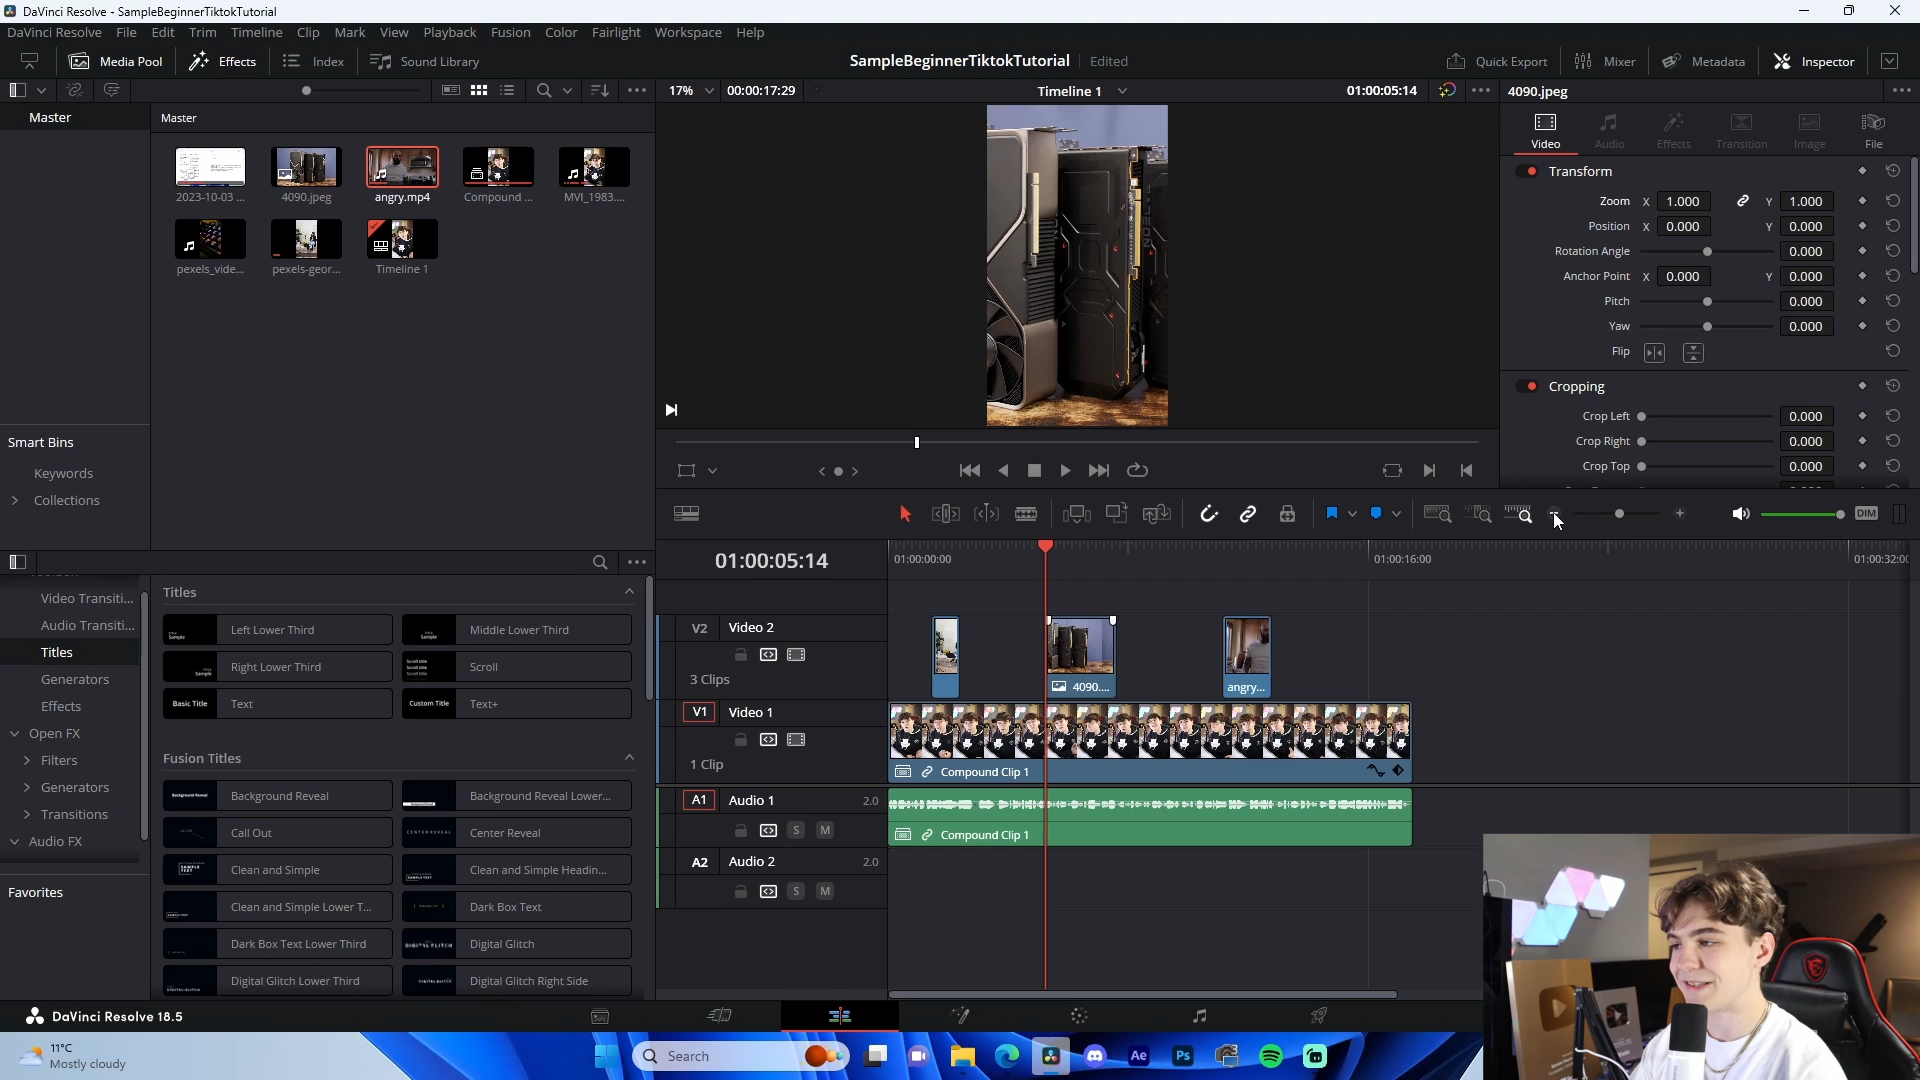 DaVinci Resolve - SampleBeginnerTiktokTutorial
DaVinci Resolve File Edit Trim Timeline Clip Mark View Playback Fusion Color Fairlight Workspace Help
Media Pool Effects Index Sound Library SampleBeginnerTiktokTutorial Edited Quick Export Mixer Metadata Inspector
17% 00:00:17:29 Timeline 1 01:00:05:14 4090.jpeg
Master Master
2023-10-03 ... 4090.jpeg angry.mp4 Compound ... MVI_1983....
pexels_vide... pexels-geor... Timeline 1
Smart Bins
Keywords
Collections
Video Audio Effects Transition Image File
Transform
Zoom X 1.000 Y 1.000
Position X 0.000 Y 0.000
Rotation Angle 0.000
Anchor Point X 0.000 Y 0.000
Pitch 0.000
Yaw 0.000
Flip
Cropping
Crop Left 0.000
Crop Right 0.000
Crop Top 0.000
DIM
Video Transiti...
Audio Transiti...
Titles
Generators
Effects
Open FX
Filters
Generators
Transitions
Audio FX
Favorites
Titles
Left Lower Third Middle Lower Third
Right Lower Third Scroll
Basic Title Text Custom Title Text+
Fusion Titles
Background Reveal Background Reveal Background Reveal Lower...
Call Out CENTER REVEAL Center Reveal
Clean and Simple Clean and Simple Headin...
Clean and Simple Lower T... Dark Box Text
Dark Box Text Lower Third DIGITAL GLITCH Digital Glitch
Digital Glitch Lower Third Digital Glitch Right Side
01:00:05:14 01:00:00:00 01:00:16:00 01:00:32:00
V2 Video 2
3 Clips
4090.... angry...
V1 Video 1
1 Clip
Compound Clip 1
A1 Audio 1 2.0
S M
Compound Clip 1
A2 Audio 2 2.0
S M
DaVinci Resolve 18.5
11°C
Mostly cloudy
Search
Ae Ps